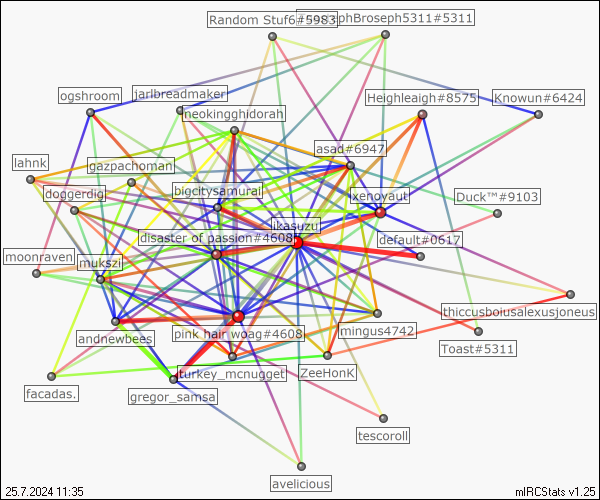 Random Stuf6#5983
phBroseph5311#5311
ogshroom
jarlbreadmaker
neokingghidorah
Heighleaigh#8575
Knowun#6424
lahnk
gazpachoman
asad#6947
doggerdig
bigcitysamurai
ixenoyaut
Duck™#9103
ikasuzu
disaster of passion#4608
default#0617
moonraven
mukszi
thiccusboiusalexusjoneus
andnewbees
pink hair woag#4608
mingus4742
Toast#5311
facadas.
turkey_mcnugget
ZeeHonK
gregor_samsa
tescoroll
avelicious
25.7.2024 11:35
mIRCStats v1.25